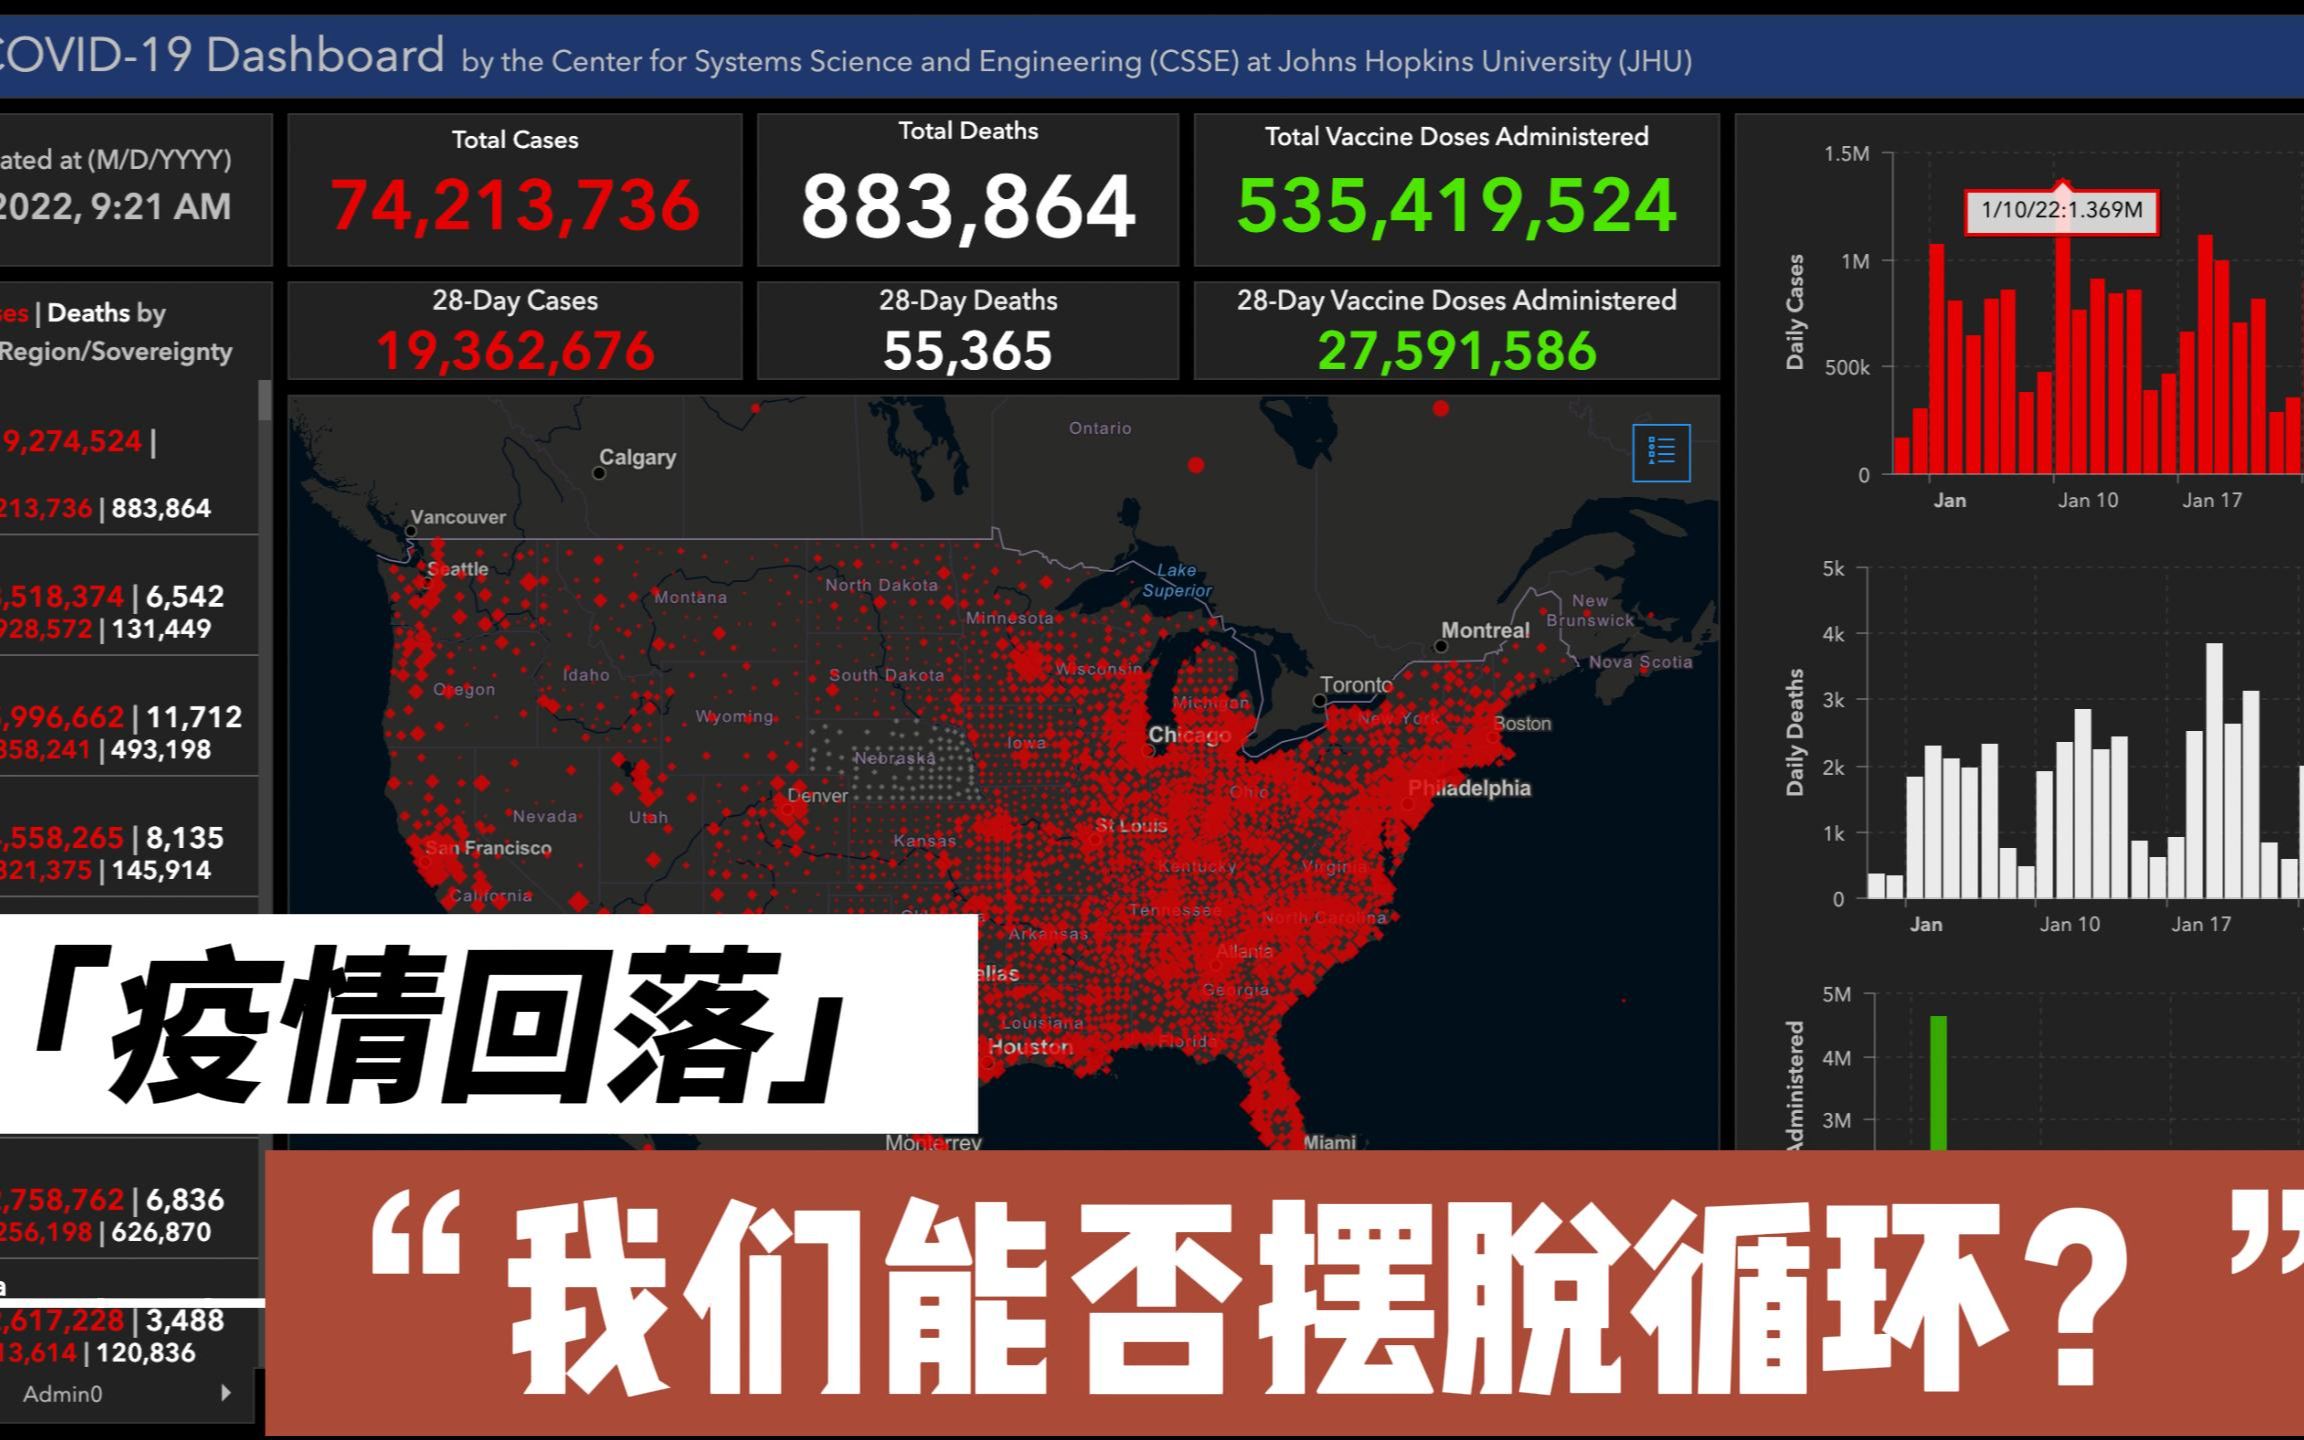 COVID-19 Dashboard by the Center for Systems Science and Engineering (CSSE) at Johns Hopkins University (JHU)
ated at (M/D/YYYY)
2022, 9:21 AM
Total Cases
74,213,736
Total Deaths
883,864
Total Vaccine Doses Administered
535,419,524
28-Day Cases
19,362,676
28-Day Deaths
55,365
28-Day Vaccine Doses Administered
27,591,586
es | Deaths by
Region/Sovereignty
9,274,524 |
213,736 | 883,864
,518,374 | 6,542
928,572 | 131,449
,996,662 | 11,712
358,241 | 493,198
,558,265 | 8,135
321,375 | 145,914
,758,762 | 6,836
256,198 | 626,870
a
,617,228 | 3,488
13,614 | 120,836
Admin0
Ontario
Calgary
Vancouver
Seattle
Montana
North Dakota
Minnesota
Lake
Superior
Montreal
New
Brunswick
Nova Scotia
Oregon
Idaho
South Dakota
Wisconsin
Michigan
Toronto
New York
Boston
Wyoming
Iowa
Chicago
Nebraska
Denver
Ohio
Philadelphia
Nevada
Utah
Kansas
St Louis
San Francisco
Kentucky
Virginia
California
Tennessee
North Carolina
Arkansas
Atlanta
allas
Georgia
Louisiana
Houston
Florida
Monterrey
Miami
1.5M
1/10/22:1.369M
1M
500k
0
Daily Cases
Jan
Jan 10
Jan 17
5k
4k
3k
2k
1k
0
Daily Deaths
Jan
Jan 10
Jan 17
5M
4M
3M
Administered
「疫情回落」
“我们能否摆脱循环？”